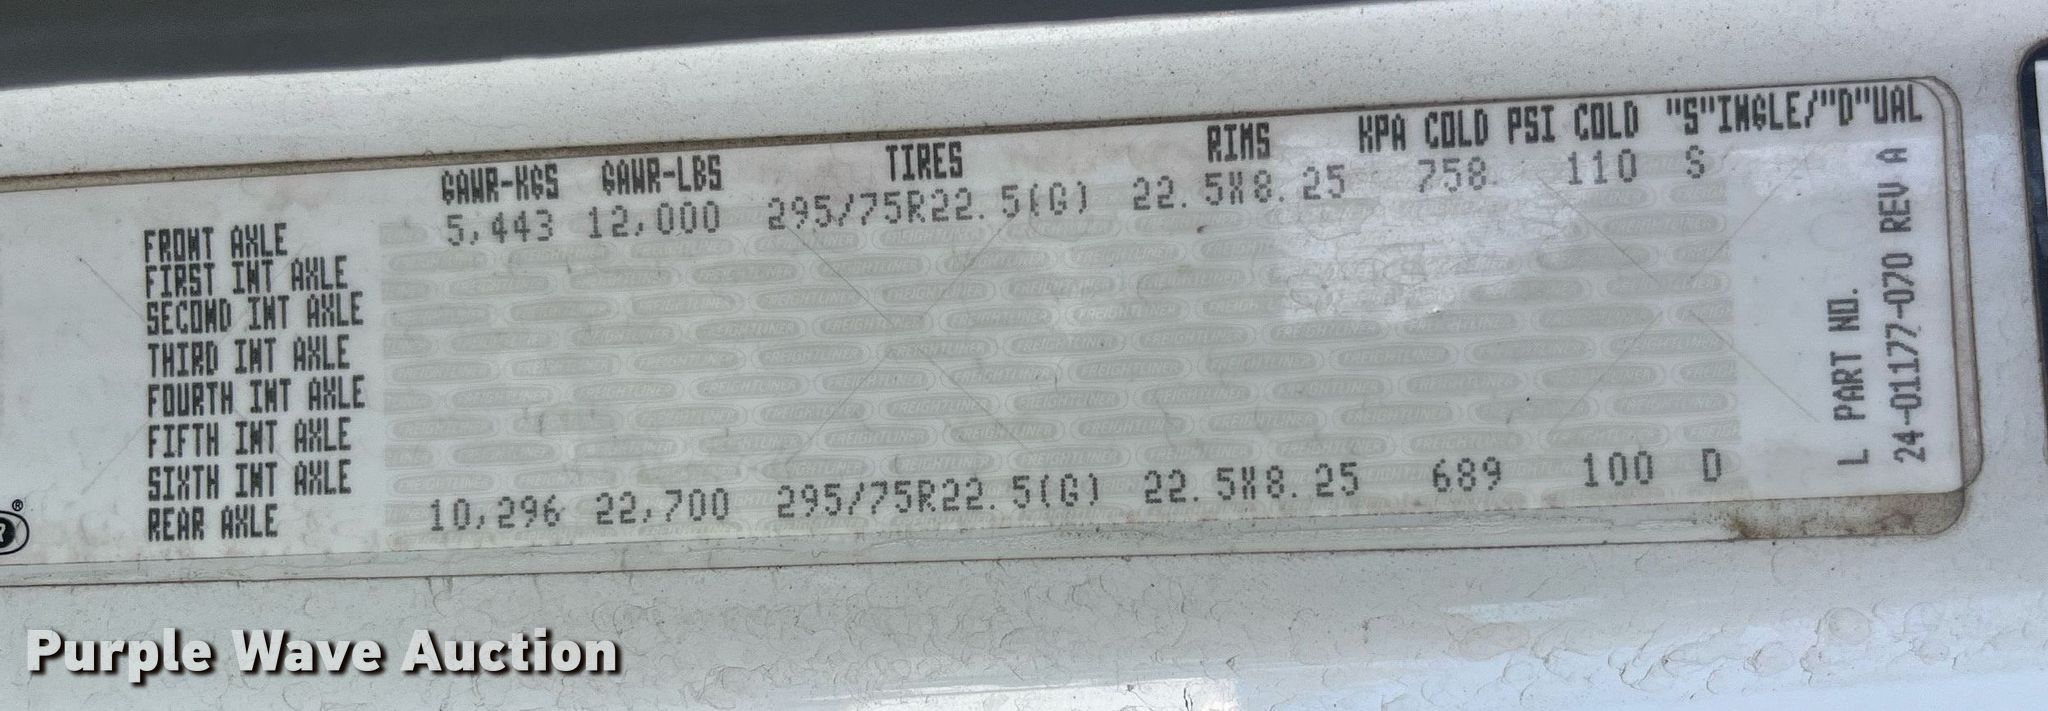 GAWR-KGS GAWR-LBS TIRES RIMS KPA COLD PSI COLD "S"INGLE/"D"UAL
FRONT AXLE 5,443 12,000 295/75R22.5(G) 22.5X8.25 758 110 S
FIRST INT AXLE
SECOND INT AXLE
THIRD INT AXLE
FOURTH INT AXLE
FIFTH INT AXLE
SIXTH INT AXLE
REAR AXLE 10,296 22,700 295/75R22.5(G) 22.5X8.25 689 100 D
L PART NO.
24-01177-070 REV A
FREIGHTLINER
Purple Wave Auction